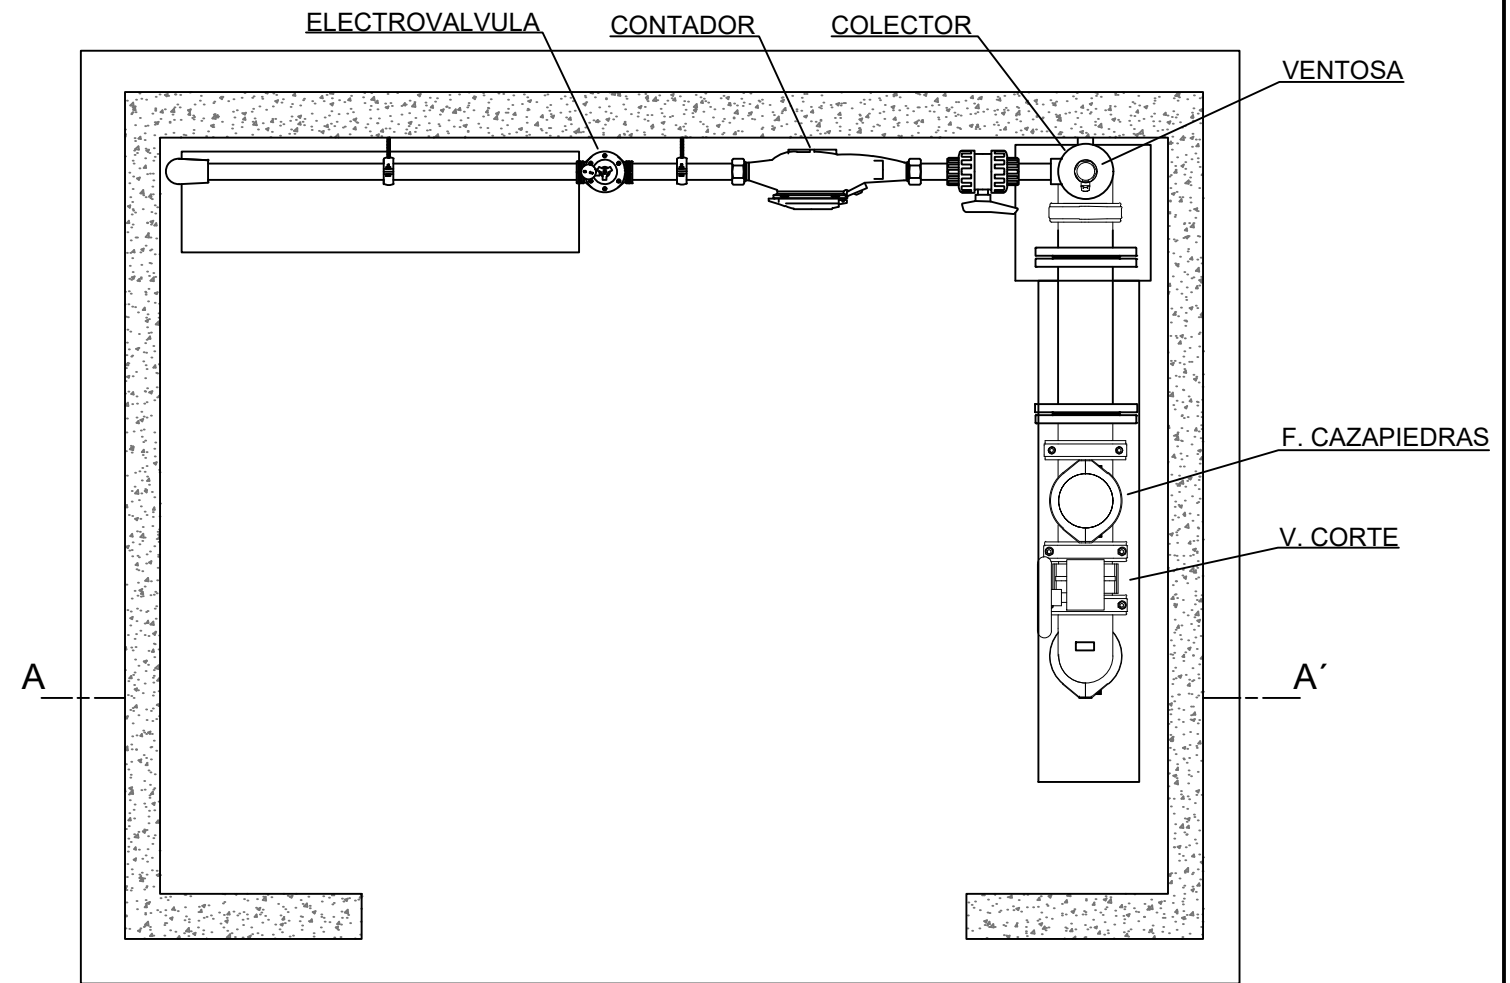 ELECTROVALVULA
CONTADOR
COLECTOR
VENTOSA
F. CAZAPIEDRAS
V. CORTE
A
A´